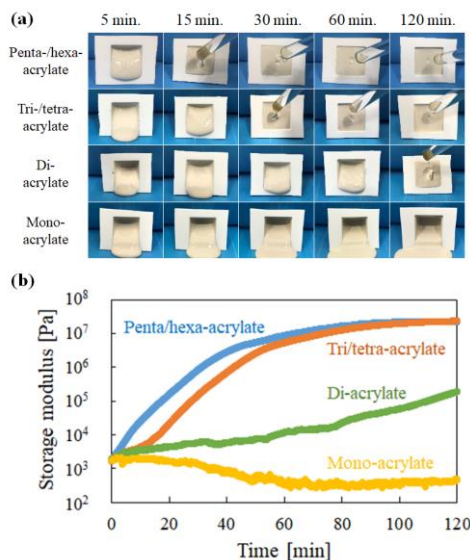 (a)
5 min. 15 min. 30 min. 60 min. 120 min.
Penta-/hexa-
acrylate
Tri-/tetra-
acrylate
Di-
acrylate
Mono-
acrylate
(b)
10⁸
10⁷
10⁶
10⁵
10⁴
10³
10²
Storage modulus [Pa]
Penta/hexa-acrylate
Tri/tetra-acrylate
Di-acrylate
Mono-acrylate
0 20 40 60 80 100 120
Time [min]